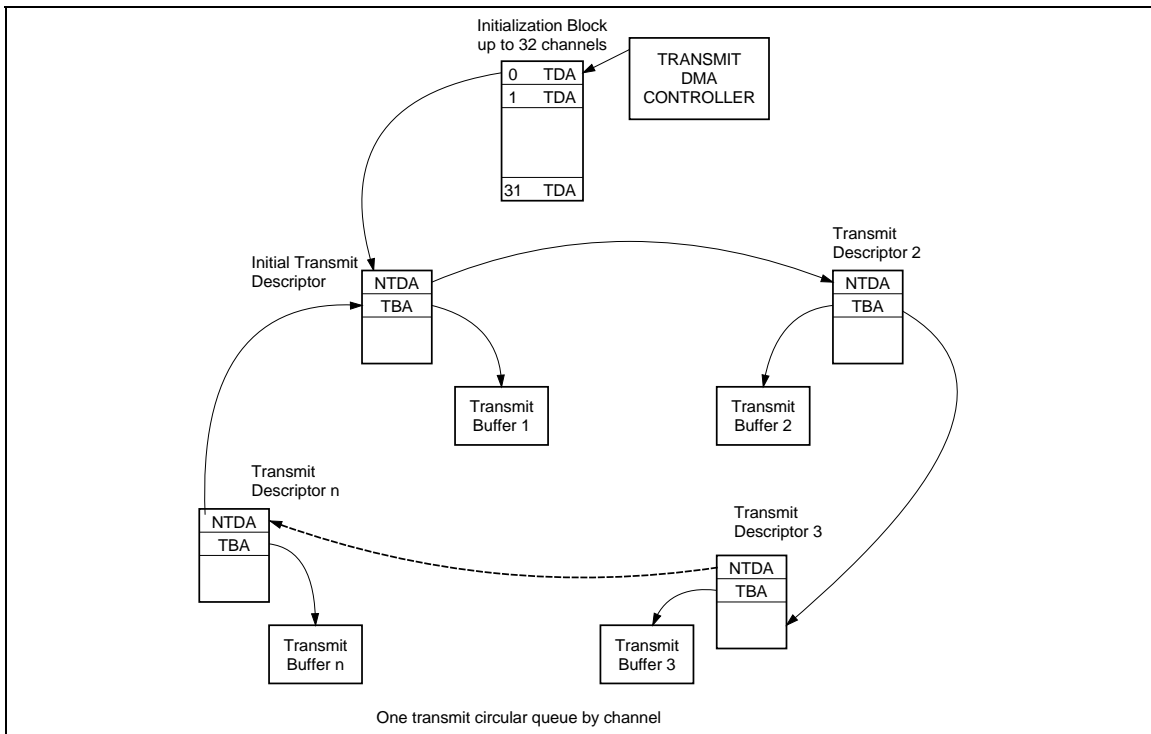 Initialization Block
up to 32 channels
0 TDA
1 TDA
31 TDA
TRANSMIT
DMA
CONTROLLER
Initial Transmit
Descriptor
NTDA
TBA
Transmit
Buffer 1
Transmit
Descriptor 2
NTDA
TBA
Transmit
Buffer 2
Transmit
Descriptor n
NTDA
TBA
Transmit
Buffer n
Transmit
Descriptor 3
NTDA
TBA
Transmit
Buffer 3
One transmit circular queue by channel